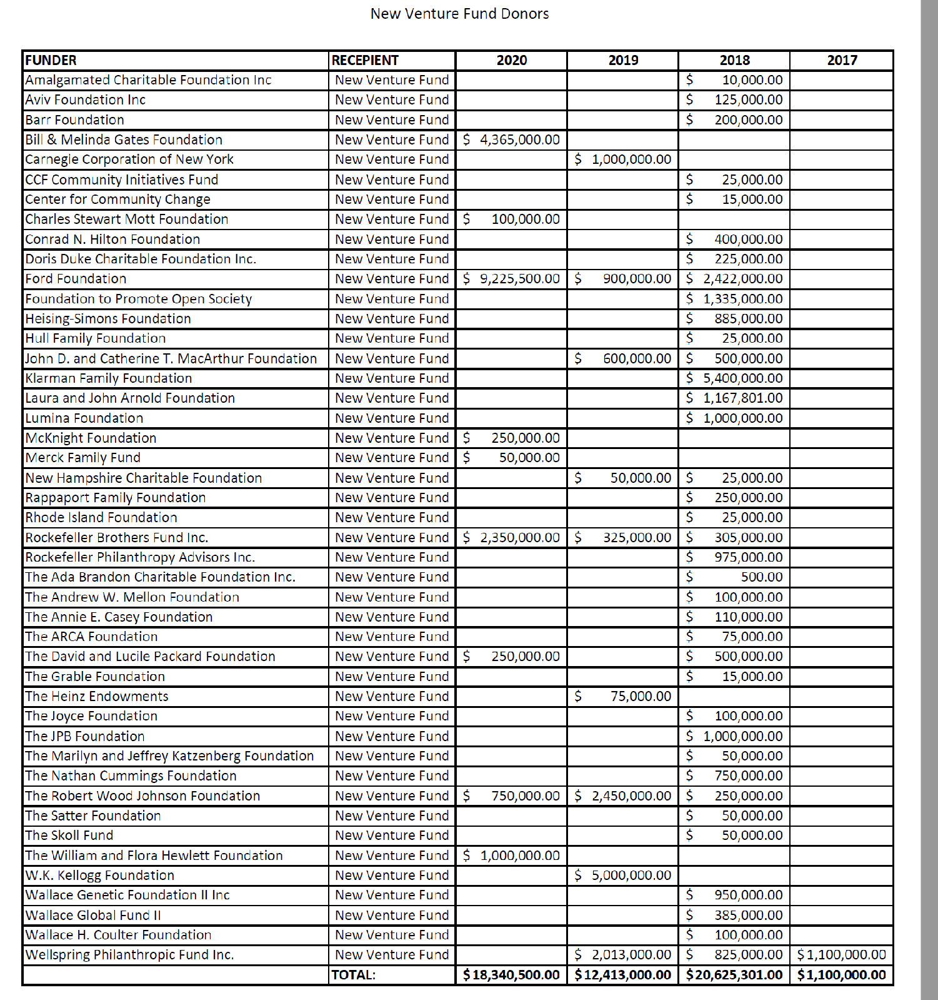 New Venture Fund Donors
FUNDER RECEPIENT 2020 2019 2018 2017
Amalgamated Charitable Foundation Inc New Venture Fund $ 10,000.00
Aviv Foundation Inc New Venture Fund $ 125,000.00
Barr Foundation New Venture Fund $ 200,000.00
Bill & Melinda Gates Foundation New Venture Fund $ 4,365,000.00
Carnegie Corporation of New York New Venture Fund $ 1,000,000.00
CCF Community Initiatives Fund New Venture Fund $ 25,000.00
Center for Community Change New Venture Fund $ 15,000.00
Charles Stewart Mott Foundation New Venture Fund $ 100,000.00
Conrad N. Hilton Foundation New Venture Fund $ 400,000.00
Doris Duke Charitable Foundation Inc. New Venture Fund $ 225,000.00
Ford Foundation New Venture Fund $ 9,225,500.00 $ 900,000.00 $ 2,422,000.00
Foundation to Promote Open Society New Venture Fund $ 1,335,000.00
Heising-Simons Foundation New Venture Fund $ 885,000.00
Hull Family Foundation New Venture Fund $ 25,000.00
John D. and Catherine T. MacArthur Foundation New Venture Fund $ 600,000.00 $ 500,000.00
Klarman Family Foundation New Venture Fund $ 5,400,000.00
Laura and John Arnold Foundation New Venture Fund $ 1,167,801.00
Lumina Foundation New Venture Fund $ 1,000,000.00
McKnight Foundation New Venture Fund $ 250,000.00
Merck Family Fund New Venture Fund $ 50,000.00
New Hampshire Charitable Foundation New Venture Fund $ 50,000.00 $ 25,000.00
Rappaport Family Foundation New Venture Fund $ 250,000.00
Rhode Island Foundation New Venture Fund $ 25,000.00
Rockefeller Brothers Fund Inc. New Venture Fund $ 2,350,000.00 $ 325,000.00 $ 305,000.00
Rockefeller Philanthropy Advisors Inc. New Venture Fund $ 975,000.00
The Ada Brandon Charitable Foundation Inc. New Venture Fund $ 500.00
The Andrew W. Mellon Foundation New Venture Fund $ 100,000.00
The Annie E. Casey Foundation New Venture Fund $ 110,000.00
The ARCA Foundation New Venture Fund $ 75,000.00
The David and Lucile Packard Foundation New Venture Fund $ 250,000.00 $ 500,000.00
The Grable Foundation New Venture Fund $ 15,000.00
The Heinz Endowments New Venture Fund $ 75,000.00
The Joyce Foundation New Venture Fund $ 100,000.00
The JPB Foundation New Venture Fund $ 1,000,000.00
The Marilyn and Jeffrey Katzenberg Foundation New Venture Fund $ 50,000.00
The Nathan Cummings Foundation New Venture Fund $ 750,000.00
The Robert Wood Johnson Foundation New Venture Fund $ 750,000.00 $ 2,450,000.00 $ 250,000.00
The Satter Foundation New Venture Fund $ 50,000.00
The Skoll Fund New Venture Fund $ 50,000.00
The William and Flora Hewlett Foundation New Venture Fund $ 1,000,000.00
W.K. Kellogg Foundation New Venture Fund $ 5,000,000.00
Wallace Genetic Foundation II Inc New Venture Fund $ 950,000.00
Wallace Global Fund II New Venture Fund $ 385,000.00
Wallace H. Coulter Foundation New Venture Fund $ 100,000.00
Wellspring Philanthropic Fund Inc. New Venture Fund $ 2,013,000.00 $ 825,000.00 $ 1,100,000.00
TOTAL: $ 18,340,500.00 $ 12,413,000.00 $ 20,625,301.00 $ 1,100,000.00